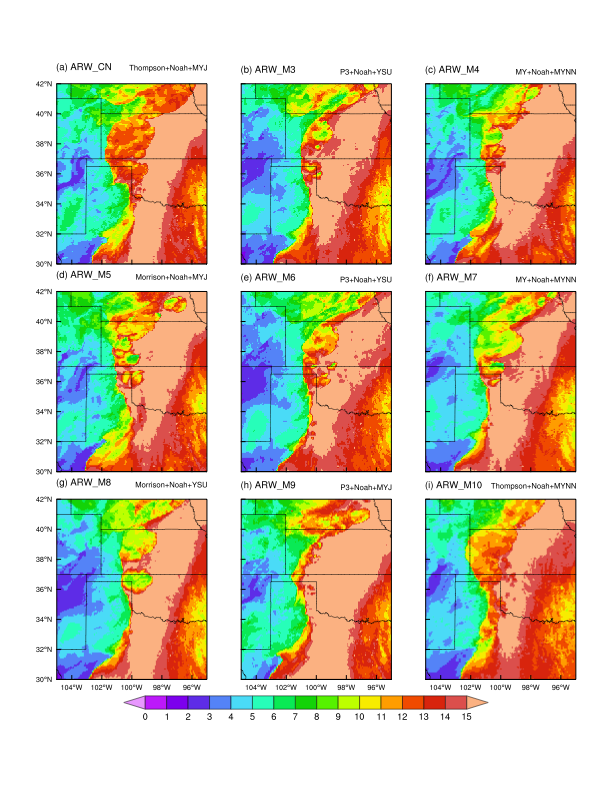 (a) ARW_CN Thompson+Noah+MYJ (b) ARW_M3 P3+Noah+YSU (c) ARW_M4 MY+Noah+MYNN
42°N
40°N
38°N
36°N
34°N
32°N
30°N
(d) ARW_M5 Morrison+Noah+MYJ (e) ARW_M6 P3+Noah+YSU (f) ARW_M7 MY+Noah+MYNN
42°N
40°N
38°N
36°N
34°N
32°N
30°N
(g) ARW_M8 Morrison+Noah+YSU (h) ARW_M9 P3+Noah+MYJ (i) ARW_M10 Thompson+Noah+MYNN
42°N
40°N
38°N
36°N
34°N
32°N
30°N
104°W 102°W 100°W 98°W 96°W 104°W 102°W 100°W 98°W 96°W 104°W 102°W 100°W 98°W 96°W
0 1 2 3 4 5 6 7 8 9 10 11 12 13 14 15